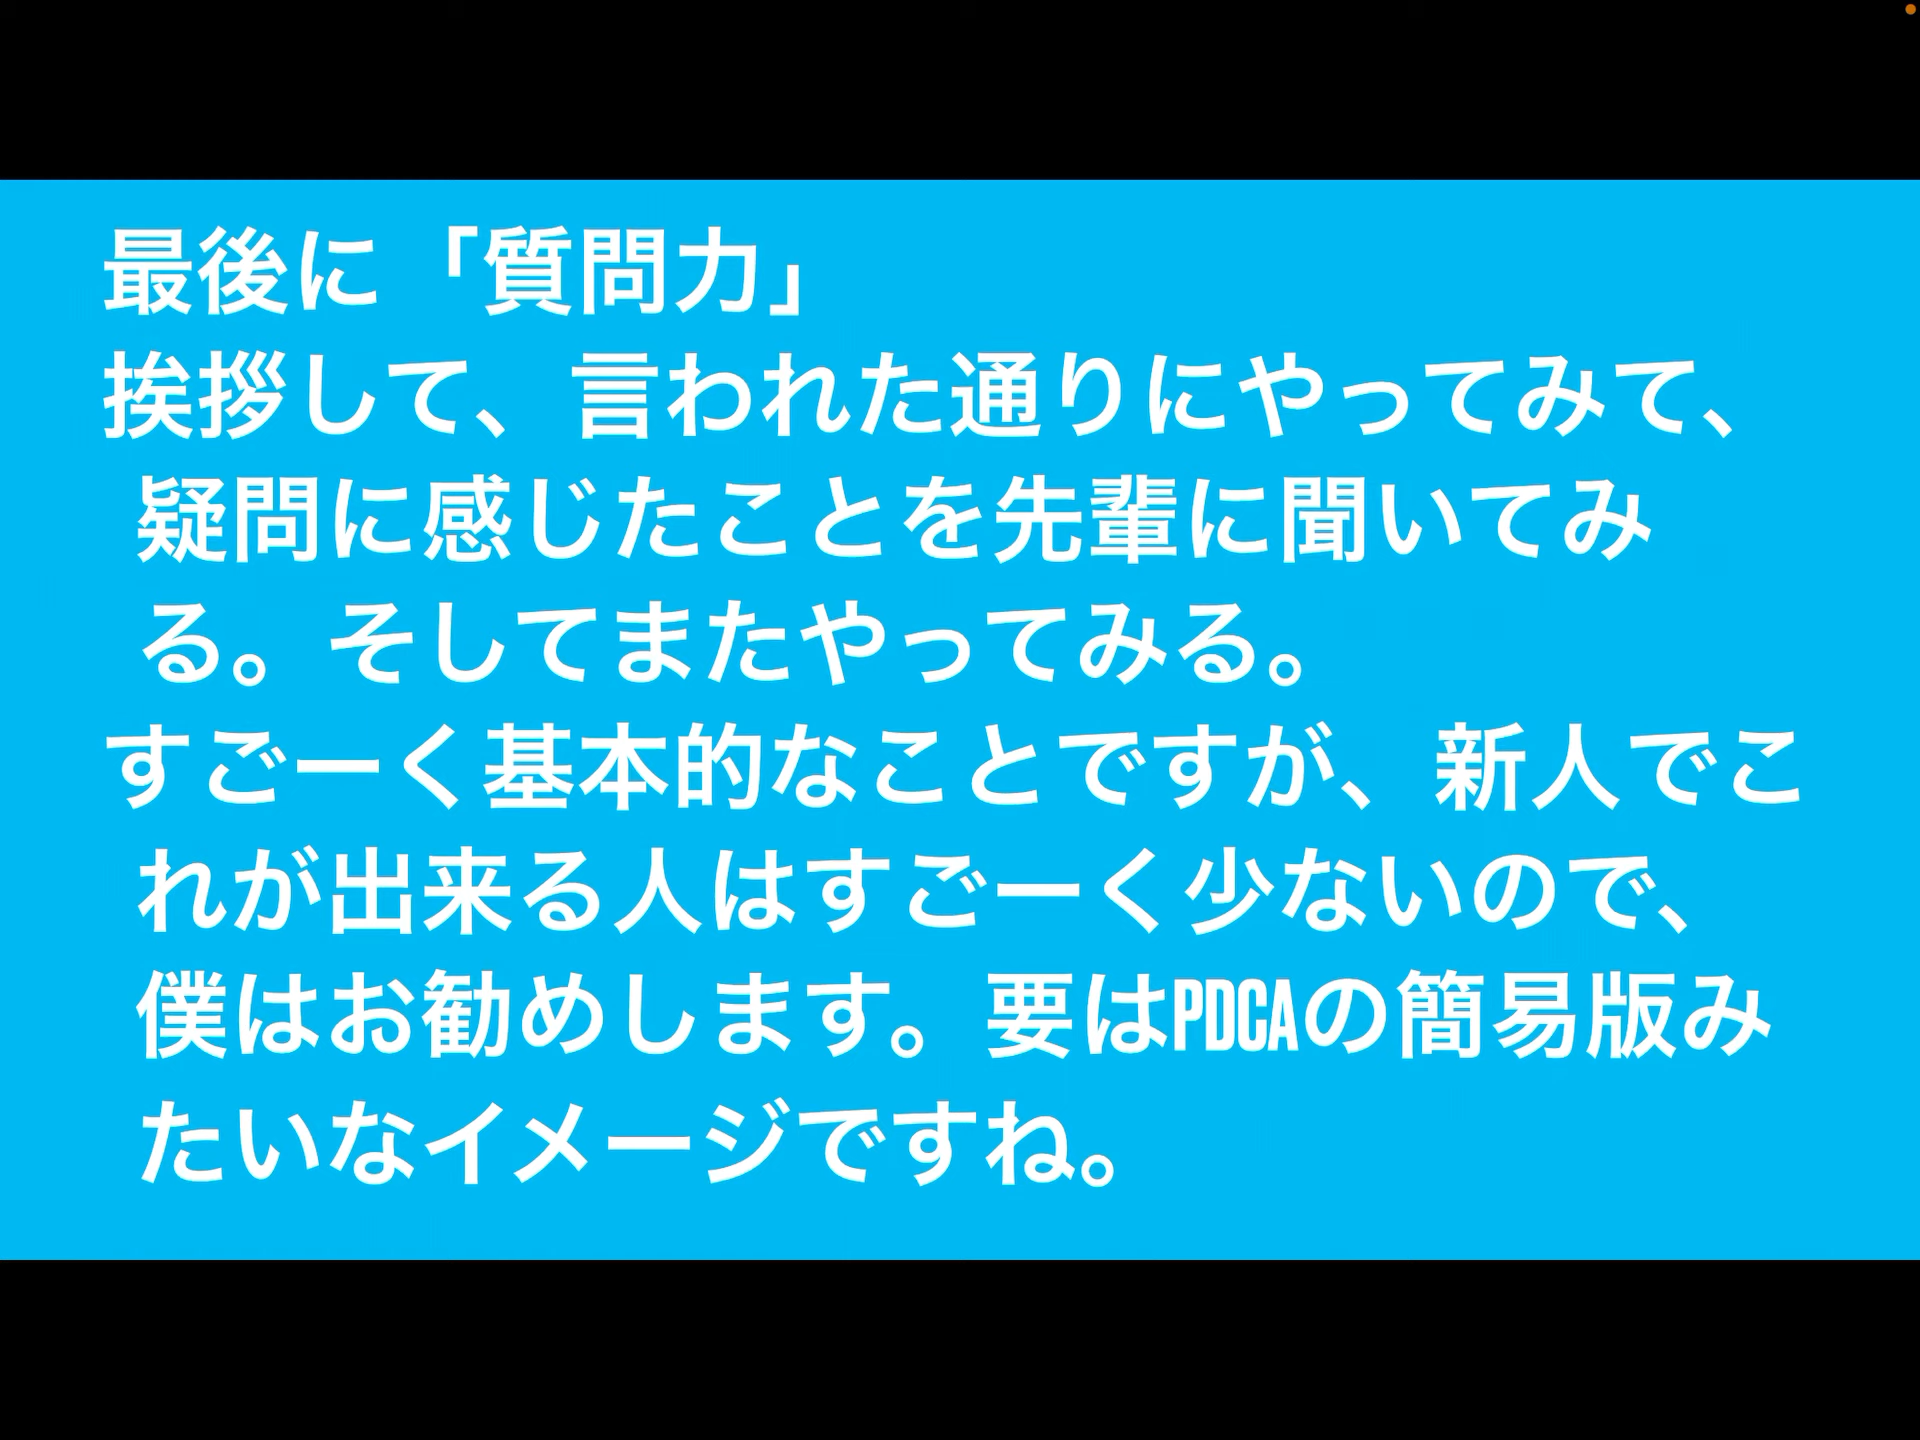 最後に「質問力」
挨拶して、言われた通りにやってみて、
疑問に感じたことを先輩に聞いてみ
る。そしてまたやってみる。
すごーく基本的なことですが、新人でこ
れが出来る人はすごーく少ないので、
僕はお勧めします。要はPDCAの簡易版み
たいなイメージですね。